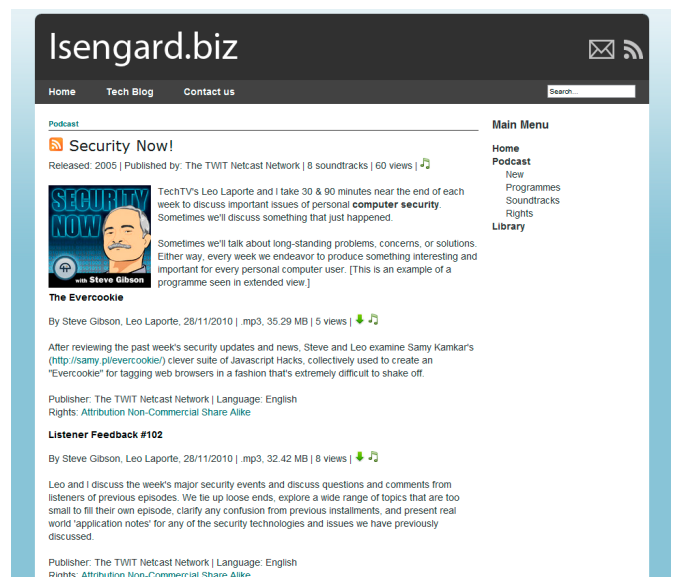 Isengard.biz
Home Tech Blog Contact us Search...
Podcast
Security Now!
Released: 2005 | Published by: The TWIT Netcast Network | 8 soundtracks | 60 views |
SECURITY
NOW
with Steve Gibson
TechTV's Leo Laporte and I take 30 & 90 minutes near the end of each
week to discuss important issues of personal computer security.
Sometimes we'll discuss something that just happened.
Sometimes we'll talk about long-standing problems, concerns, or solutions.
Either way, every week we endeavor to produce something interesting and
important for every personal computer user. [This is an example of a
programme seen in extended view.]
The Evercookie
By Steve Gibson, Leo Laporte, 28/11/2010 | .mp3, 35.29 MB | 5 views |
After reviewing the past week's security updates and news, Steve and Leo examine Samy Kamkar's
(http://samy.pl/evercookie/) clever suite of Javascript Hacks, collectively used to create an
"Evercookie" for tagging web browsers in a fashion that's extremely difficult to shake off.
Publisher: The TWIT Netcast Network | Language: English
Rights: Attribution Non-Commercial Share Alike
Listener Feedback #102
By Steve Gibson, Leo Laporte, 28/11/2010 | .mp3, 32.42 MB | 8 views |
Leo and I discuss the week's major security events and discuss questions and comments from
listeners of previous episodes. We tie up loose ends, explore a wide range of topics that are too
small to fill their own episode, clarify any confusion from previous installments, and present real
world 'application notes' for any of the security technologies and issues we have previously
discussed.
Publisher: The TWIT Netcast Network | Language: English
Rights: Attribution Non-Commercial Share Alike
Main Menu
Home
Podcast
New
Programmes
Soundtracks
Rights
Library